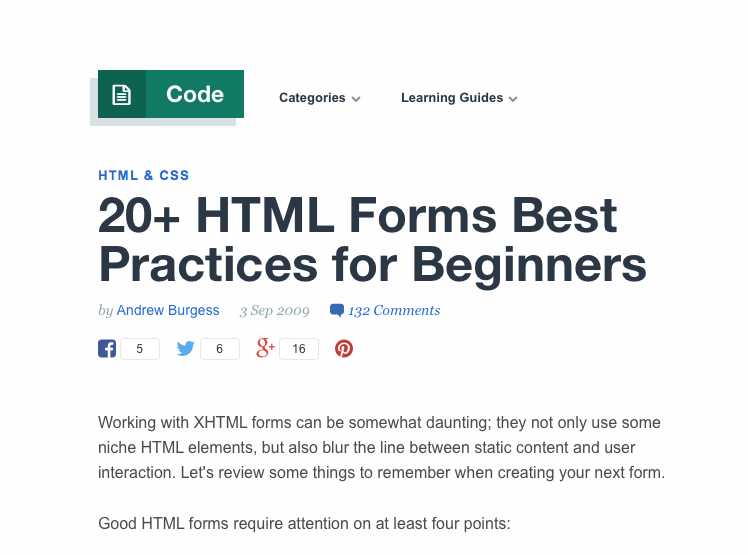 Code
Categories
Learning Guides
HTML & CSS
20+ HTML Forms Best
Practices for Beginners
by Andrew Burgess 3 Sep 2009 132 Comments
5 6 g+ 16
Working with XHTML forms can be somewhat daunting; they not only use some
niche HTML elements, but also blur the line between static content and user
interaction. Let's review some things to remember when creating your next form.
Good HTML forms require attention on at least four points: